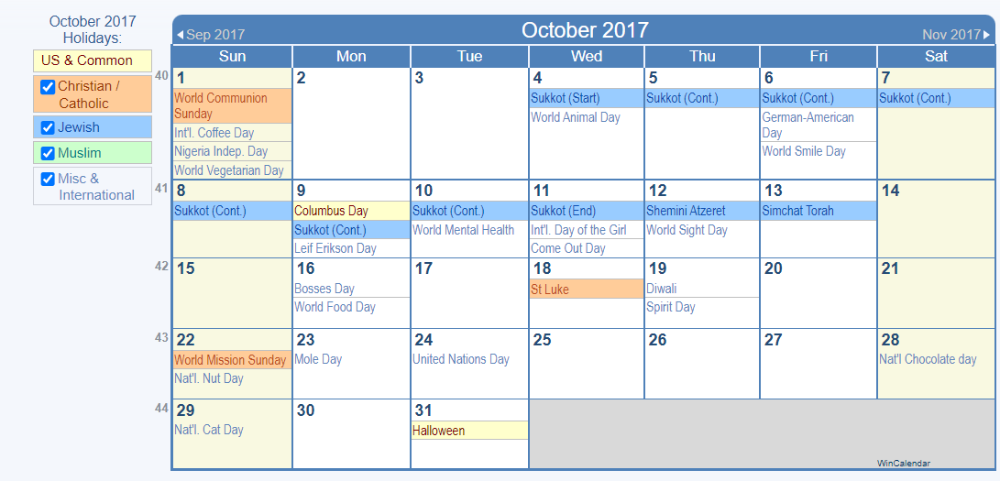 October 2017
Holidays:
US & Common
Christian /
Catholic
Jewish
Muslim
Misc &
International
Sep 2017
October 2017
Nov 2017
Sun Mon Tue Wed Thu Fri Sat
40
1
World Communion
Sunday
Int'l. Coffee Day
Nigeria Indep. Day
World Vegetarian Day
2
3
4
Sukkot (Start)
World Animal Day
5
Sukkot (Cont.)
6
Sukkot (Cont.)
German-American
Day
World Smile Day
7
Sukkot (Cont.)
41
8
Sukkot (Cont.)
9
Columbus Day
Sukkot (Cont.)
Leif Erikson Day
10
Sukkot (Cont.)
World Mental Health
11
Sukkot (End)
Int'l. Day of the Girl
Come Out Day
12
Shemini Atzeret
World Sight Day
13
Simchat Torah
14
42
15
16
Bosses Day
World Food Day
17
18
St Luke
19
Diwali
Spirit Day
20
21
43
22
World Mission Sunday
Nat'l. Nut Day
23
Mole Day
24
United Nations Day
25
26
27
28
Nat'l Chocolate day
44
29
Nat'l. Cat Day
30
31
Halloween
WinCalendar